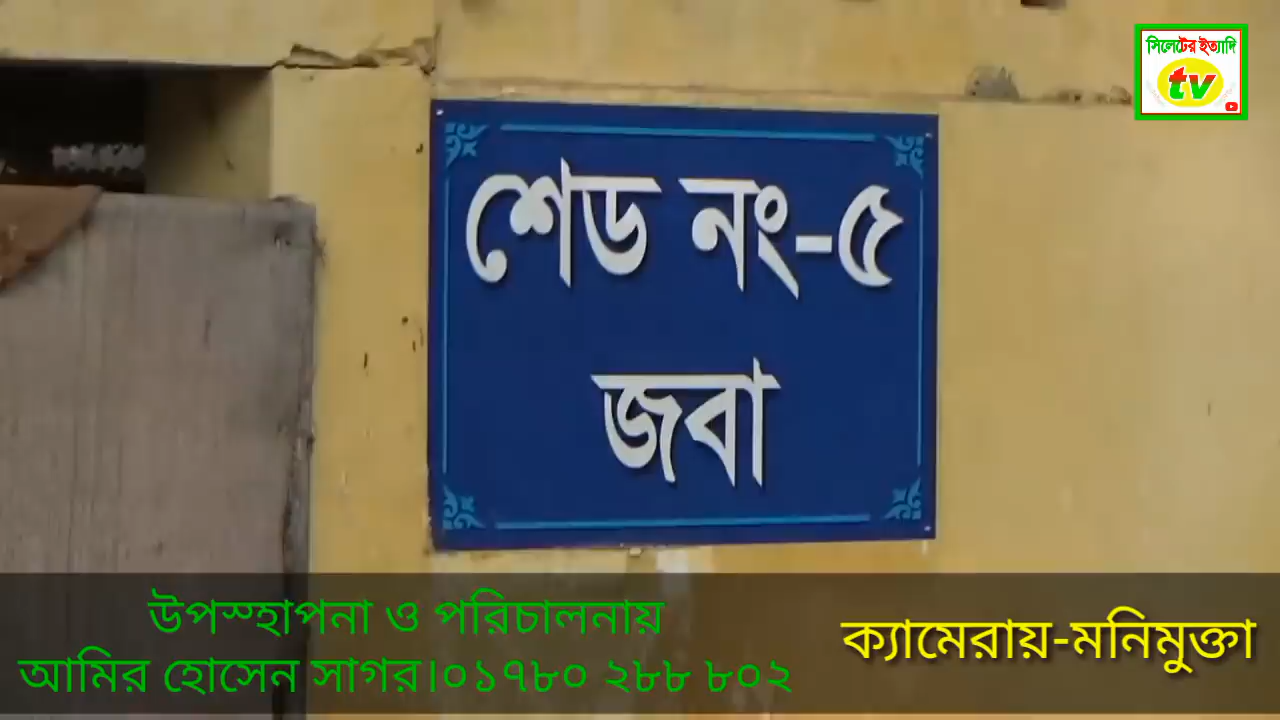 সিলেটের ইত্যাদি
tv
শেড নং-৫
জবা
উপস্হাপনা ও পরিচালনায়
আমির হোসেন সাগর।০১৭৮০ ২৮৮ ৮০২
ক্যামেরায়-মনিমুক্তা